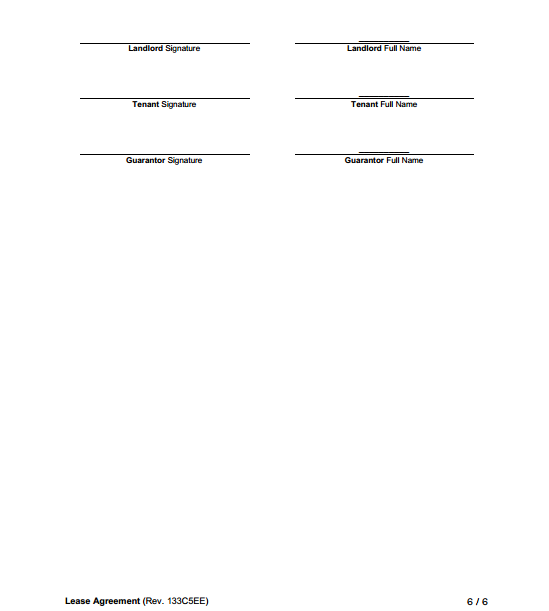 Landlord Signature Landlord Full Name
Tenant Signature Tenant Full Name
Guarantor Signature Guarantor Full Name
Lease Agreement (Rev. 133C5EE) 6 / 6